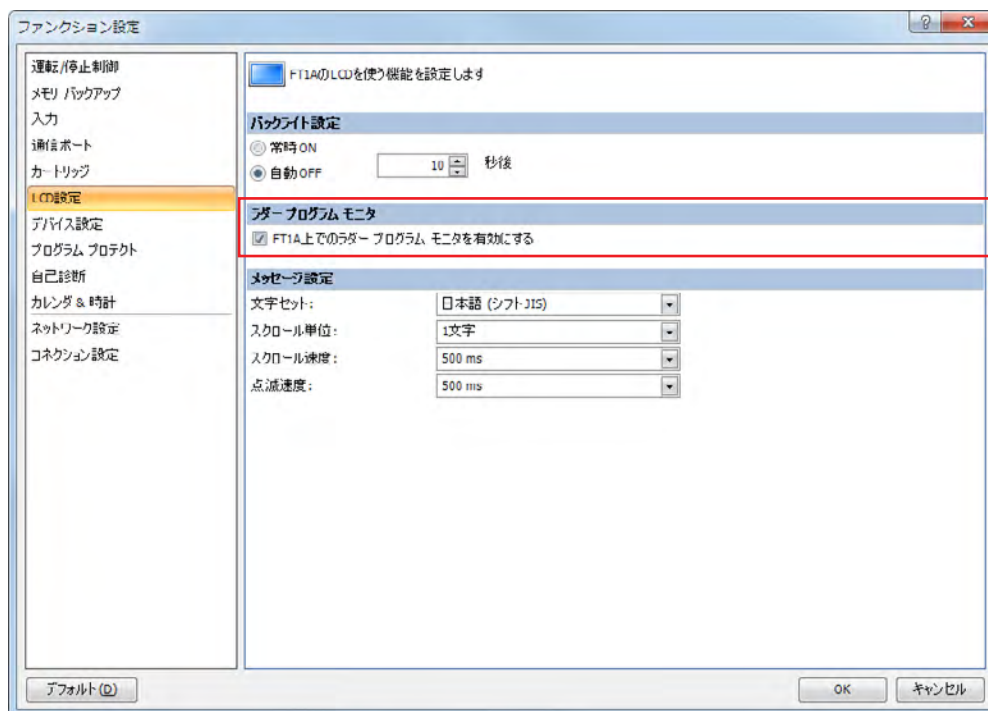 ファンクション設定
運転/停止制御
メモリ バックアップ
入力
通信ポート
カートリッジ
LCD設定
デバイス設定
プログラム プロテクト
自己診断
カレンダ & 時計
ネットワーク設定
コネクション設定
FT1AのLCDを使う機能を設定します
バックライト設定
常時ON
自動OFF 10 秒後
ラダー プログラム モニタ
FT1A上でのラダー プログラム モニタを有効にする
メッセージ設定
文字セット: 日本語 (シフトJIS)
スクロール単位: 1文字
スクロール速度: 500 ms
点滅速度: 500 ms
デフォルト(D) OK キャンセル